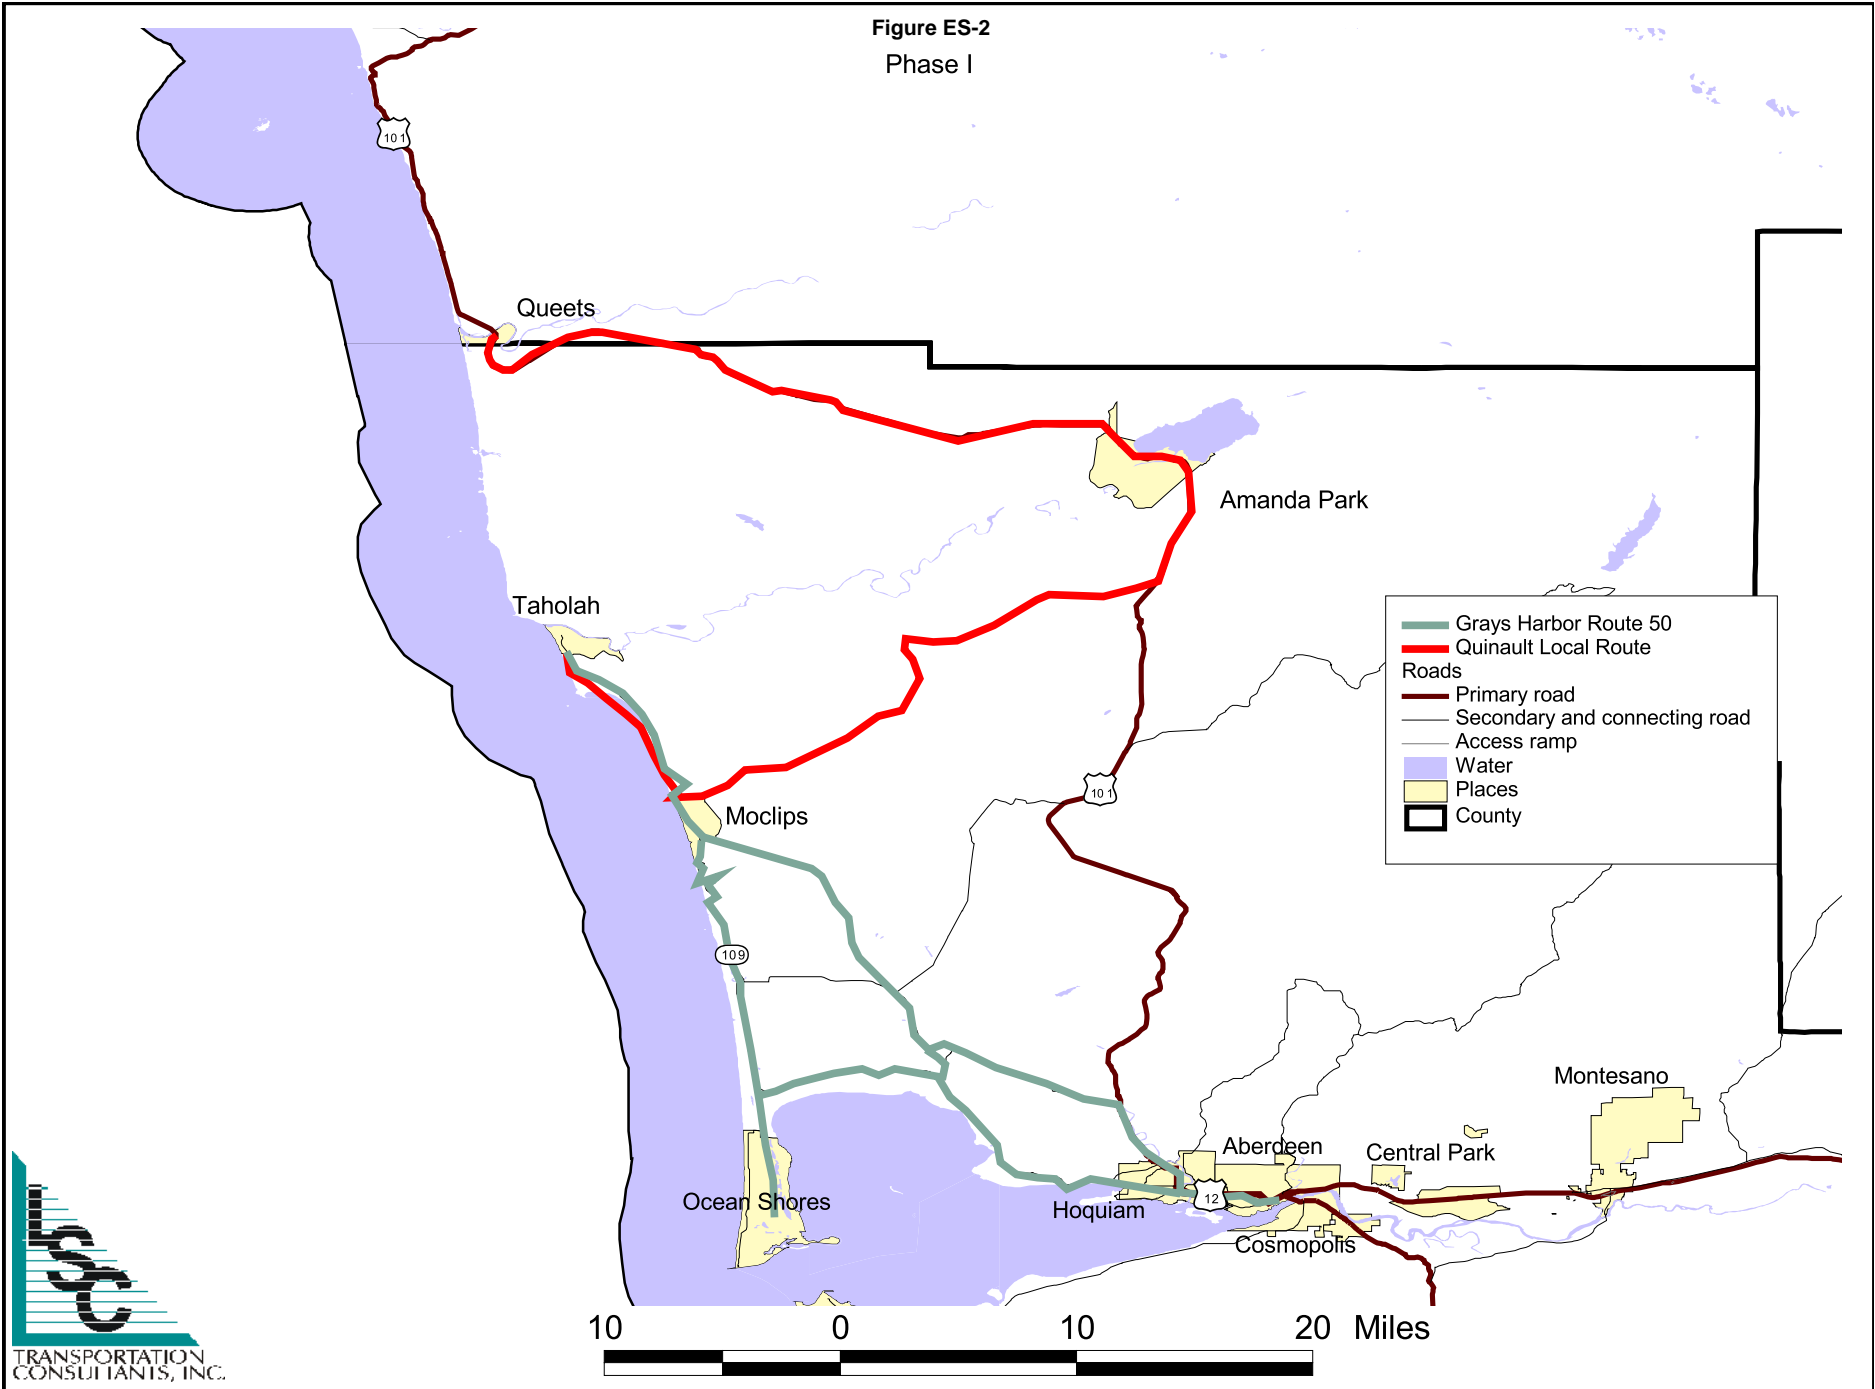 Figure ES-2
Phase I
101
Queets
Amanda Park
Taholah
Grays Harbor Route 50
Quinault Local Route
Roads
Primary road
Secondary and connecting road
Access ramp
Water
Places
County
101
Moclips
109
Montesano
Aberdeen
Central Park
Ocean Shores
12
Hoquiam
Cosmopolis
LSC
TRANSPORTATION
CONSULTANTS, INC.
10 0 10 20 Miles